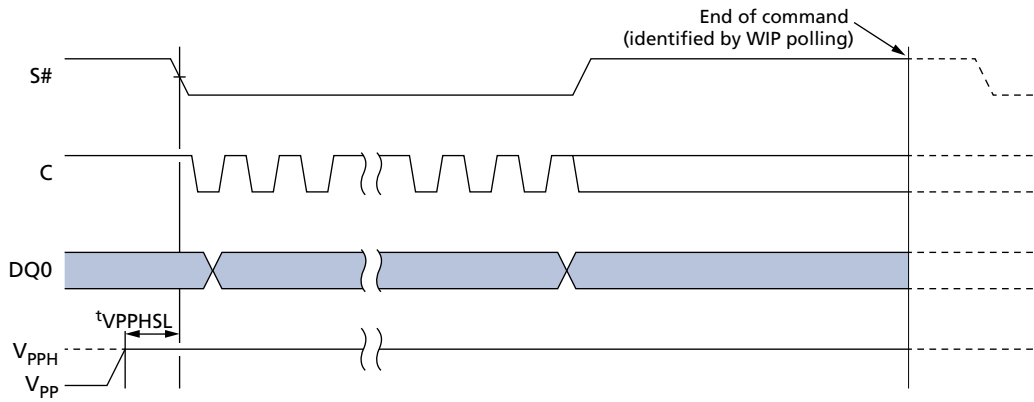 End of command
(identified by WIP polling)
S#
C
DQ0
tVPPHSL
VPPH
VPP